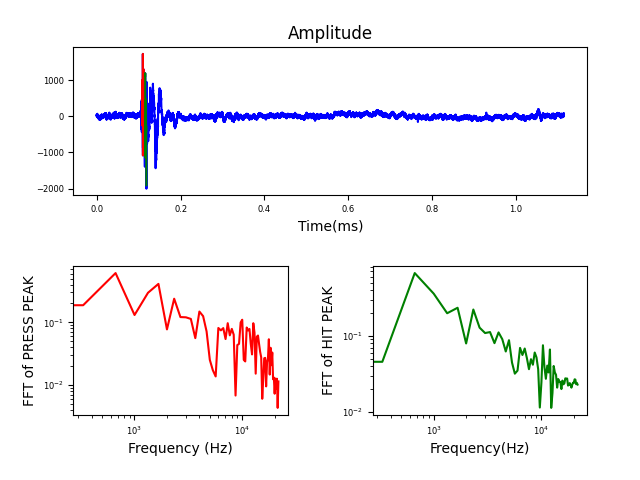 Amplitude
1000
0
−1000
−2000
0.0 0.2 0.4 0.6 0.8 1.0
Time(ms)
FFT of PRESS PEAK
10⁻¹
10⁻²
10³ 10⁴
Frequency (Hz)
FFT of HIT PEAK
10⁻¹
10⁻²
10³ 10⁴
Frequency(Hz)